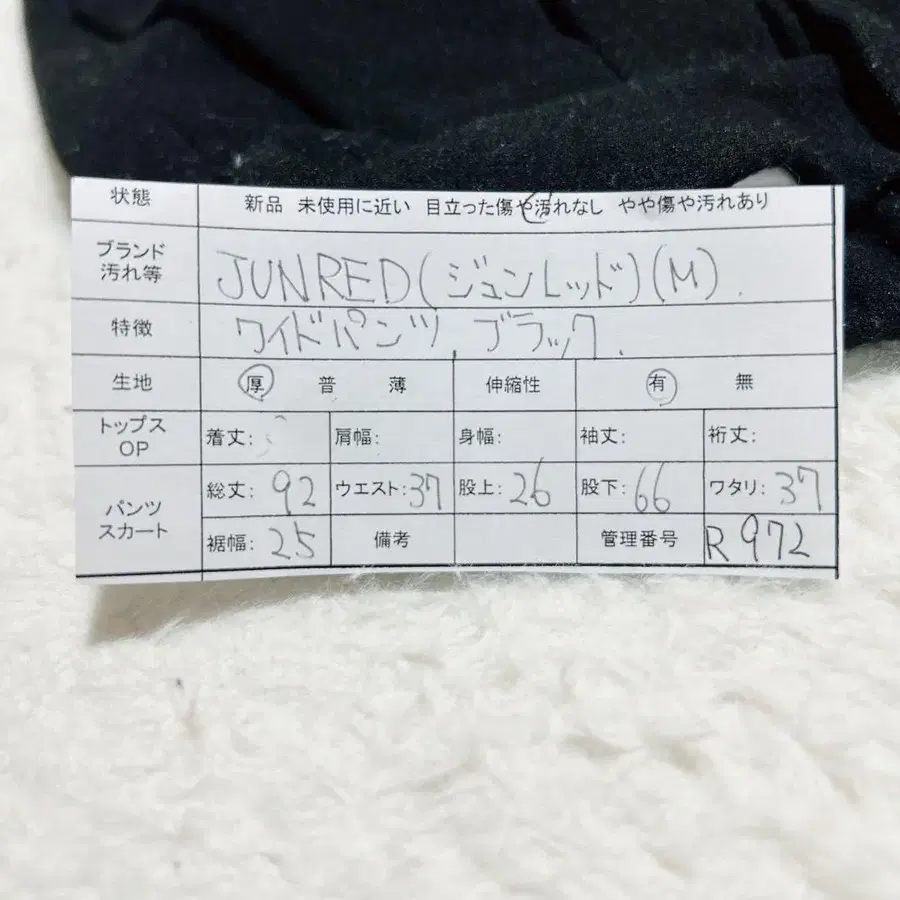 状態 新品 未使用に近い 目立った傷や汚れなし やや傷や汚れあり
ブランド
汚れ等 JUNRED(ジュンレッド)(M).
特徴 ワイドパンツ ブラック.
生地 厚 普 薄 伸縮性 有 無
トップス
OP 着丈: 肩幅: 身幅: 袖丈: 裄丈:
パンツ
スカート 総丈: 92 ウエスト: 37 股上: 26 股下: 66 ワタリ: 37
裾幅: 25 備考 管理番号 R972